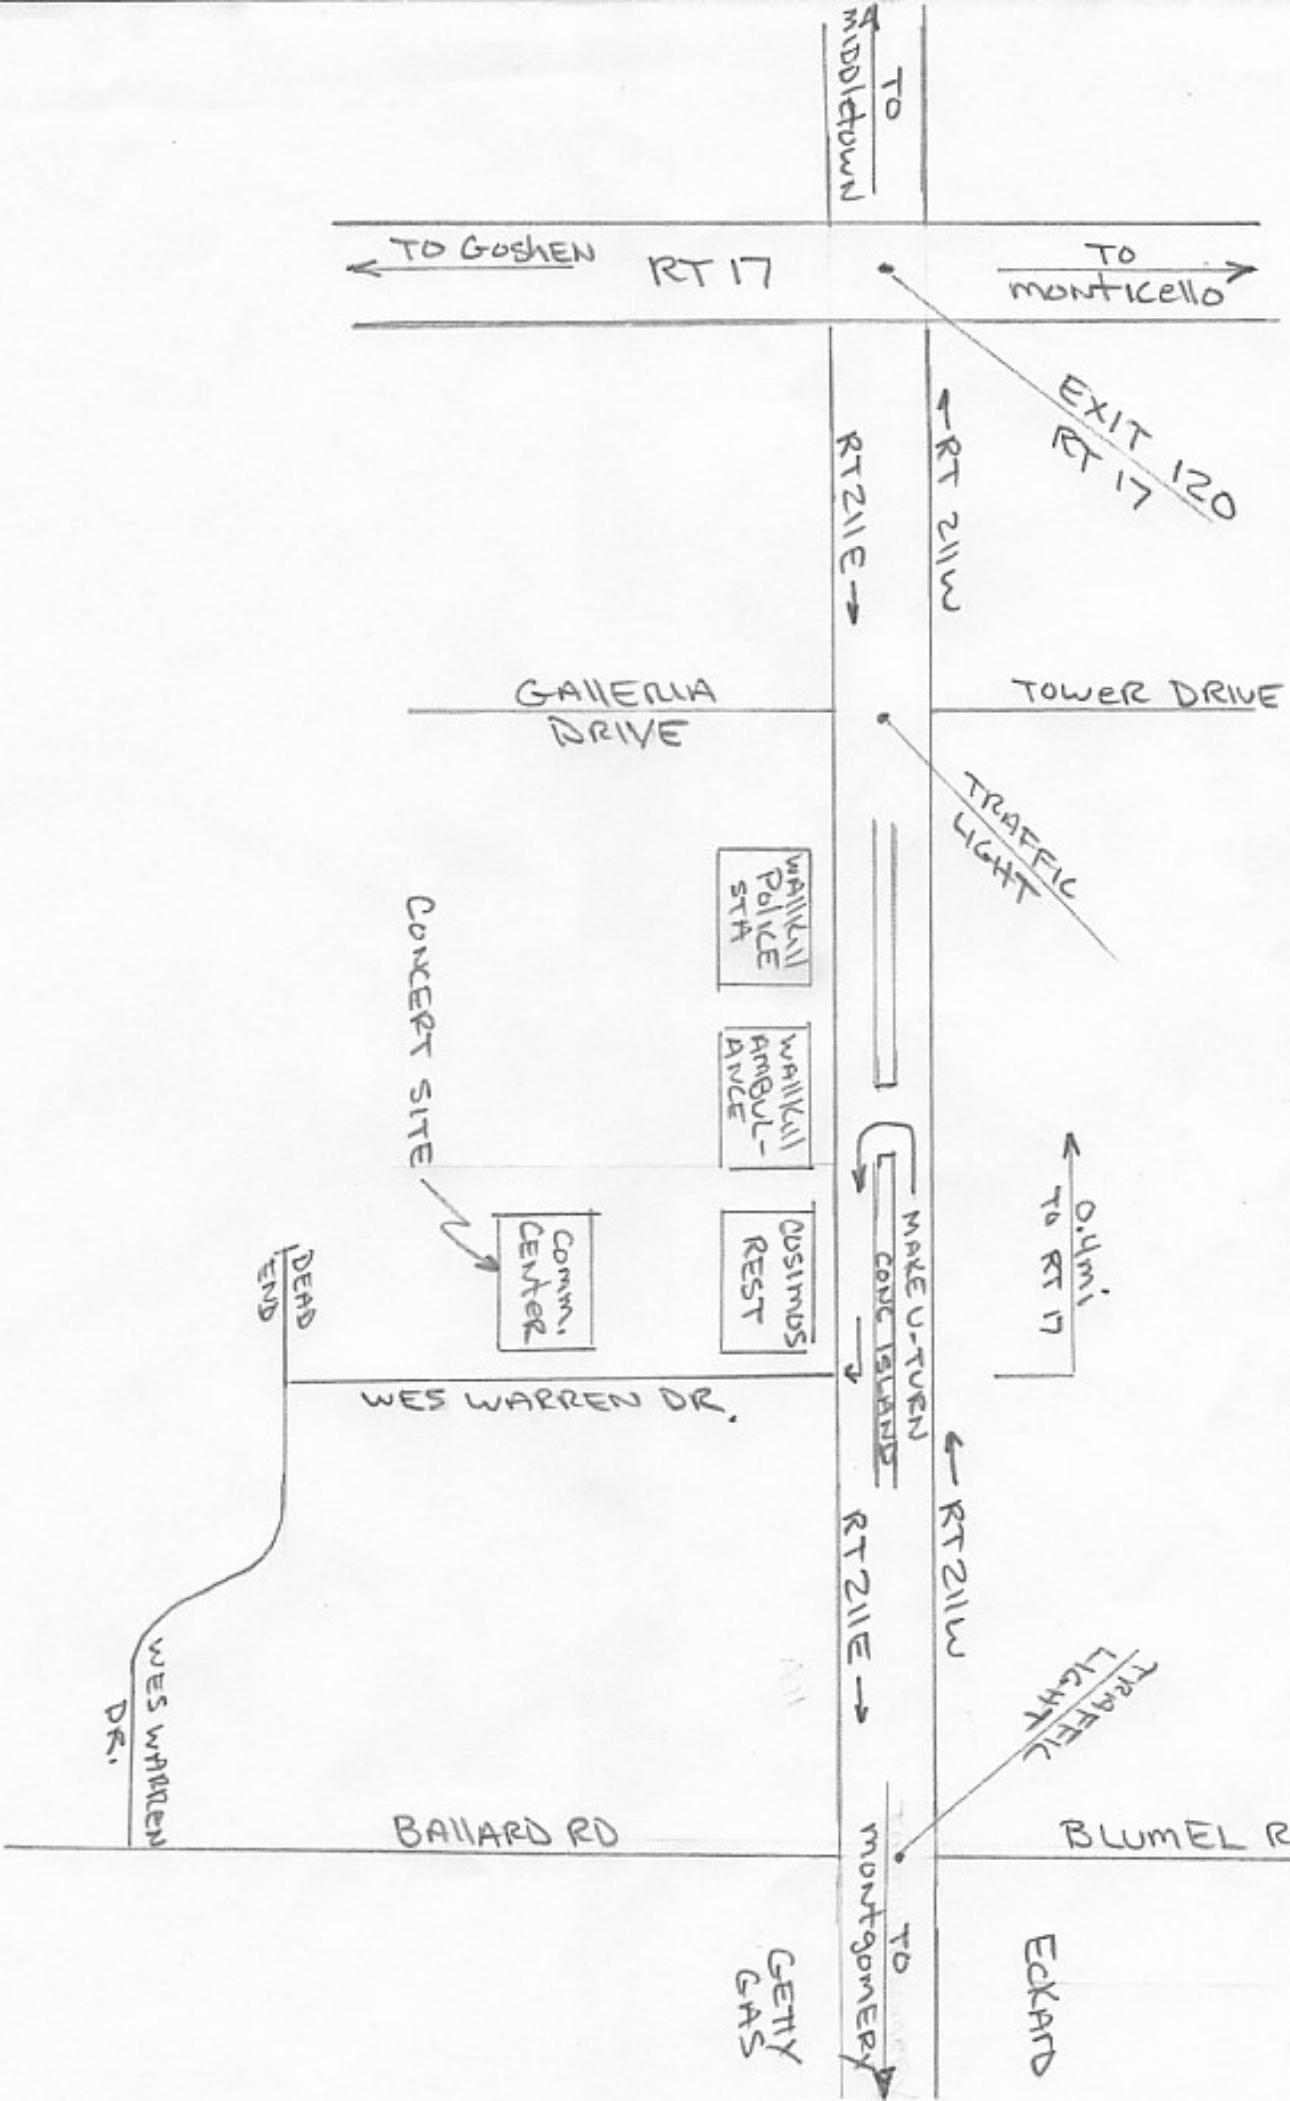 TO
MIDDletOWN
TO GOSHEN
RT 17
TO
monticello
EXIT 120
RT 17
RT 211E
RT 211W
GAlleRIA
DRIVE
TOWER DRIVE
TRAFFIC
LIGHT
WAllKill
PolICE
STA
CONCERT SITE
WAllKill
AMBUL-
ANCE
COSIMOS
REST
Comm.
CENTER
MAKE U-TURN
CONC ISLAND
0.4mi
TO RT 17
DEAD
END
WES WARREN DR.
RT 211E
RT 211W
TRAFFIC
LIGHT
WES WARREN
DR.
BAllARD RD
BLUMEL R
TO
montgomERY
GETTY
GAS
ECKARD